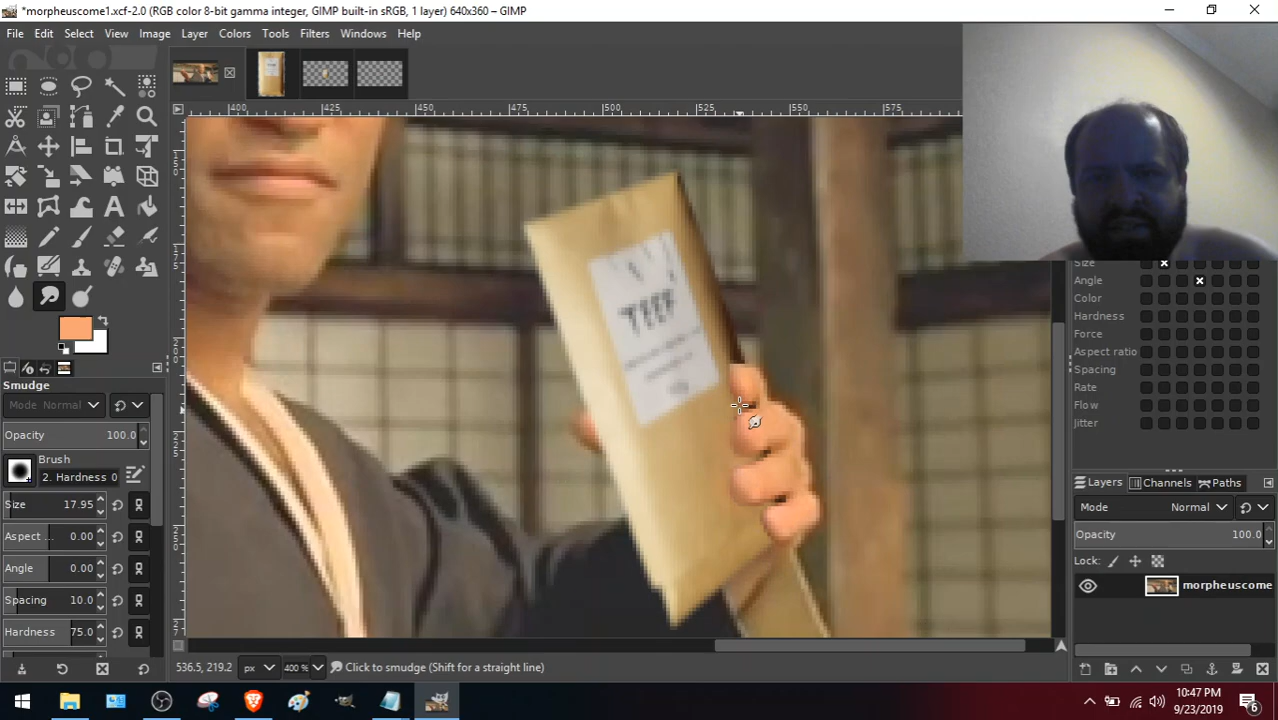 *morpheuscome1.xcf-2.0 (RGB color 8-bit gamma integer, GIMP built-in sRGB, 1 layer) 640x360 – GIMP
File Edit Select View Image Layer Colors Tools Filters Windows Help
400 425 450 475 500 525 550 575
Smudge
Mode Normal
Opacity 100.0
Brush
2. Hardness 0
Size 17.95
Aspect ... 0.00
Angle 0.00
Spacing 10.0
Hardness 75.0
TEEF
Size
Angle
Color
Hardness
Force
Aspect ratio
Spacing
Rate
Flow
Jitter
Layers Channels Paths
Mode Normal
Opacity 100.0
Lock:
morpheuscome
536.5, 219.2 px 400 % Click to smudge (Shift for a straight line)
10:47 PM
9/23/2019
6